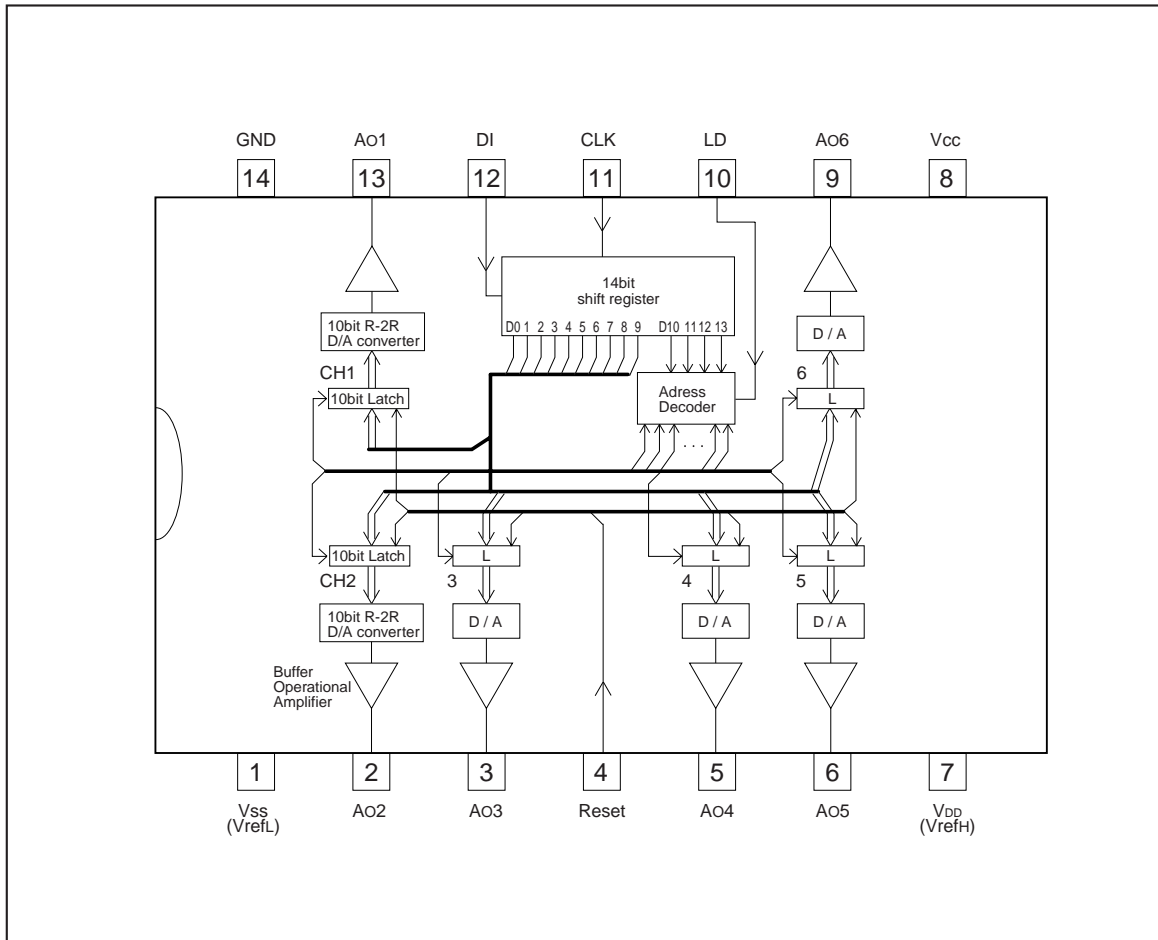 GND AO1 DI CLK LD AO6 Vcc
14 13 12 11 10 9 8
14bit
shift register
D0 1 2 3 4 5 6 7 8 9 D10 11 12 13
10bit R-2R
D/A converter
D / A
CH1
6
10bit Latch
Adress
Decoder
L
. . .
10bit Latch
L
L
L
CH2
3
4
5
10bit R-2R
D/A converter
D / A
D / A
D / A
Buffer
Operational
Amplifier
1 2 3 4 5 6 7
Vss
(VrefL)
AO2
AO3
Reset
AO4
AO5
VDD
(VrefH)